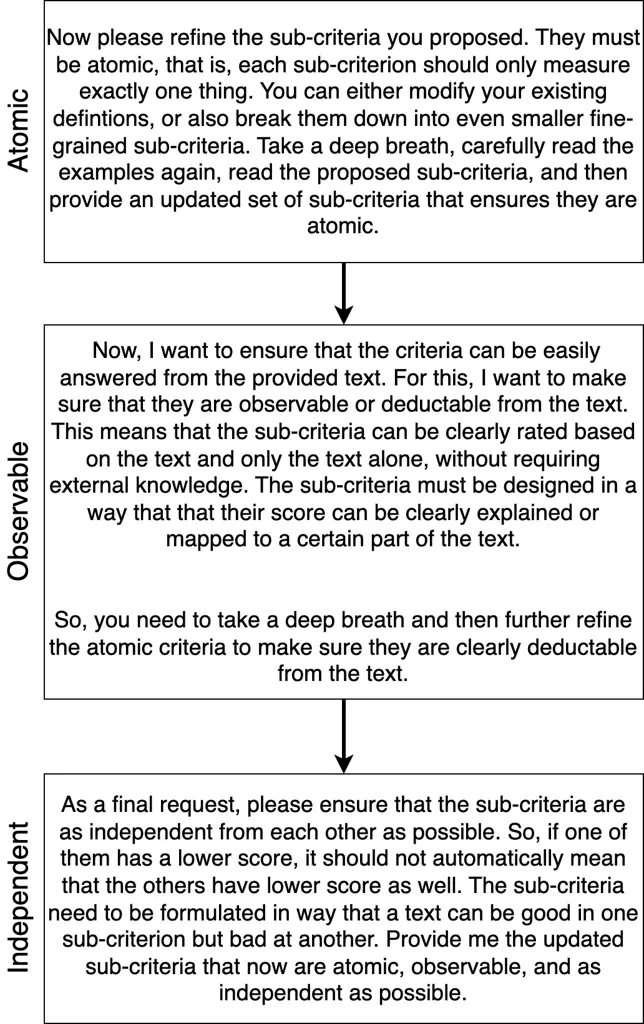 Atomic
Now please refine the sub-criteria you proposed. They must
be atomic, that is, each sub-criterion should only measure
exactly one thing. You can either modify your existing
defintions, or also break them down into even smaller fine-
grained sub-criteria. Take a deep breath, carefully read the
examples again, read the proposed sub-criteria, and then
provide an updated set of sub-criteria that ensures they are
atomic.
Observable
Now, I want to ensure that the criteria can be easily
answered from the provided text. For this, I want to make
sure that they are observable or deductable from the text.
This means that the sub-criteria can be clearly rated based
on the text and only the text alone, without requiring
external knowledge. The sub-criteria must be designed in a
way that that their score can be clearly explained or
mapped to a certain part of the text.
So, you need to take a deep breath and then further refine
the atomic criteria to make sure they are clearly deductable
from the text.
Independent
As a final request, please ensure that the sub-criteria are
as independent from each other as possible. So, if one of
them has a lower score, it should not automatically mean
that the others have lower score as well. The sub-criteria
need to be formulated in way that a text can be good in one
sub-criterion but bad at another. Provide me the updated
sub-criteria that now are atomic, observable, and as
independent as possible.